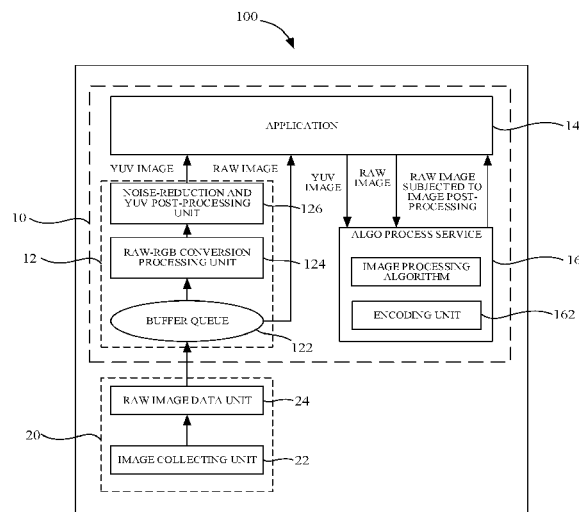 100
APPLICATION
14
YUV IMAGE
RAW IMAGE
YUV
IMAGE
RAW
IMAGE
RAW IMAGE
SUBJECTED TO
IMAGE POST-
PROCESSING
10
12
NOISE-REDUCTION AND
YUV POST-PROCESSING
UNIT
126
RAW-RGB CONVERSION
PROCESSING UNIT
124
BUFFER QUEUE
122
ALGO PROCESS SERVICE
16
IMAGE PROCESSING
ALGORITHM
ENCODING UNIT
162
20
RAW IMAGE DATA UNIT
24
IMAGE COLLECTING UNIT
22